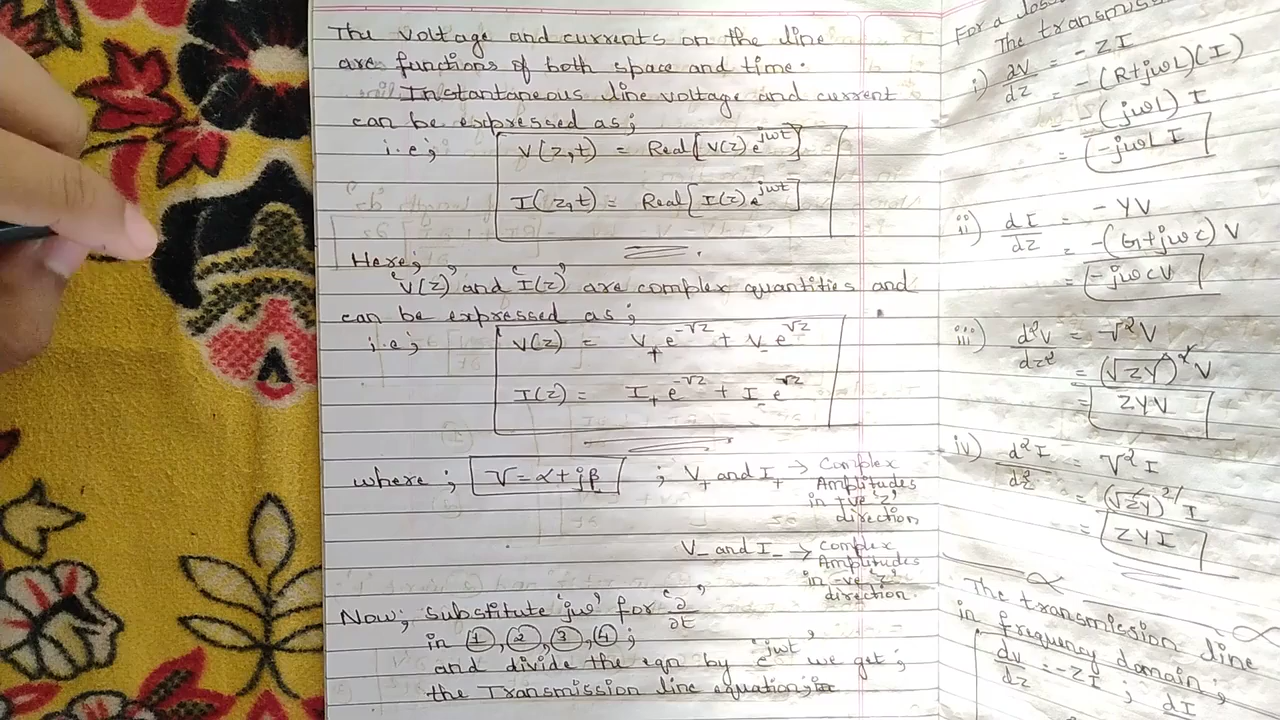 The voltage and currents on the line
are functions of both space and time.
Instantaneous line voltage and current
can be expressed as;
i.e; V(z,t) = Real[V(z) e^jωt]
I(z,t) = Real[I(z) e^jωt]
Here;
'V(z)' and 'I(z)' are complex quantities and
can be expressed as;
i.e; V(z) = V₊ e^-γz + V₋ e^γz
I(z) = I₊ e^-γz + I₋ e^γz
where; γ = α + jβ ; V₊ and I₊ → Complex
Amplitudes
in +ve 'z'
direction
V₋ and I₋ → complex
Amplitudes
in -ve 'z'
direction
Now; substitute 'jω' for '∂/∂t'
in ①,②,③,④;
and divide the eqn by 'e^jωt' we get;
the Transmission line equation;
For a
The
i) ∂V/∂z = - ZI
= - (R+jωL)(I)
= - (jωL) I
= -jωL I
ii) dI/dz = - YV
= -(G+jωc) V
= -jωcV
iii) d²V/dz² = γ²V
= (√ZY)² V
= ZYV
iv) d²I/dz² = γ² I
= (√ZY)² I
= ZYI
The transmission line
in frequency domain;
dv/dz = -ZI ; dI